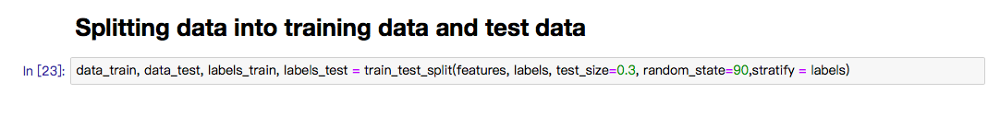 Splitting data into training data and test data
In [23]: data_train, data_test, labels_train, labels_test = train_test_split(features, labels, test_size=0.3, random_state=90,stratify = labels)